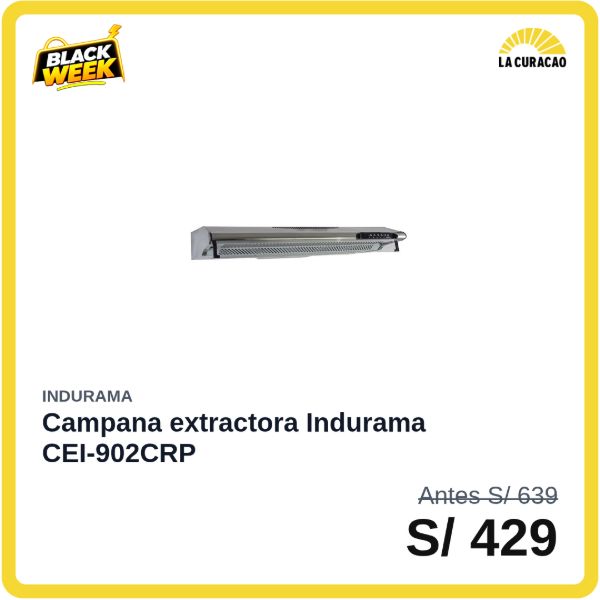 BLACK
WEEK
LA CURACAO
INDURAMA
Campana extractora Indurama
CEI-902CRP
Antes S/ 639
S/ 429